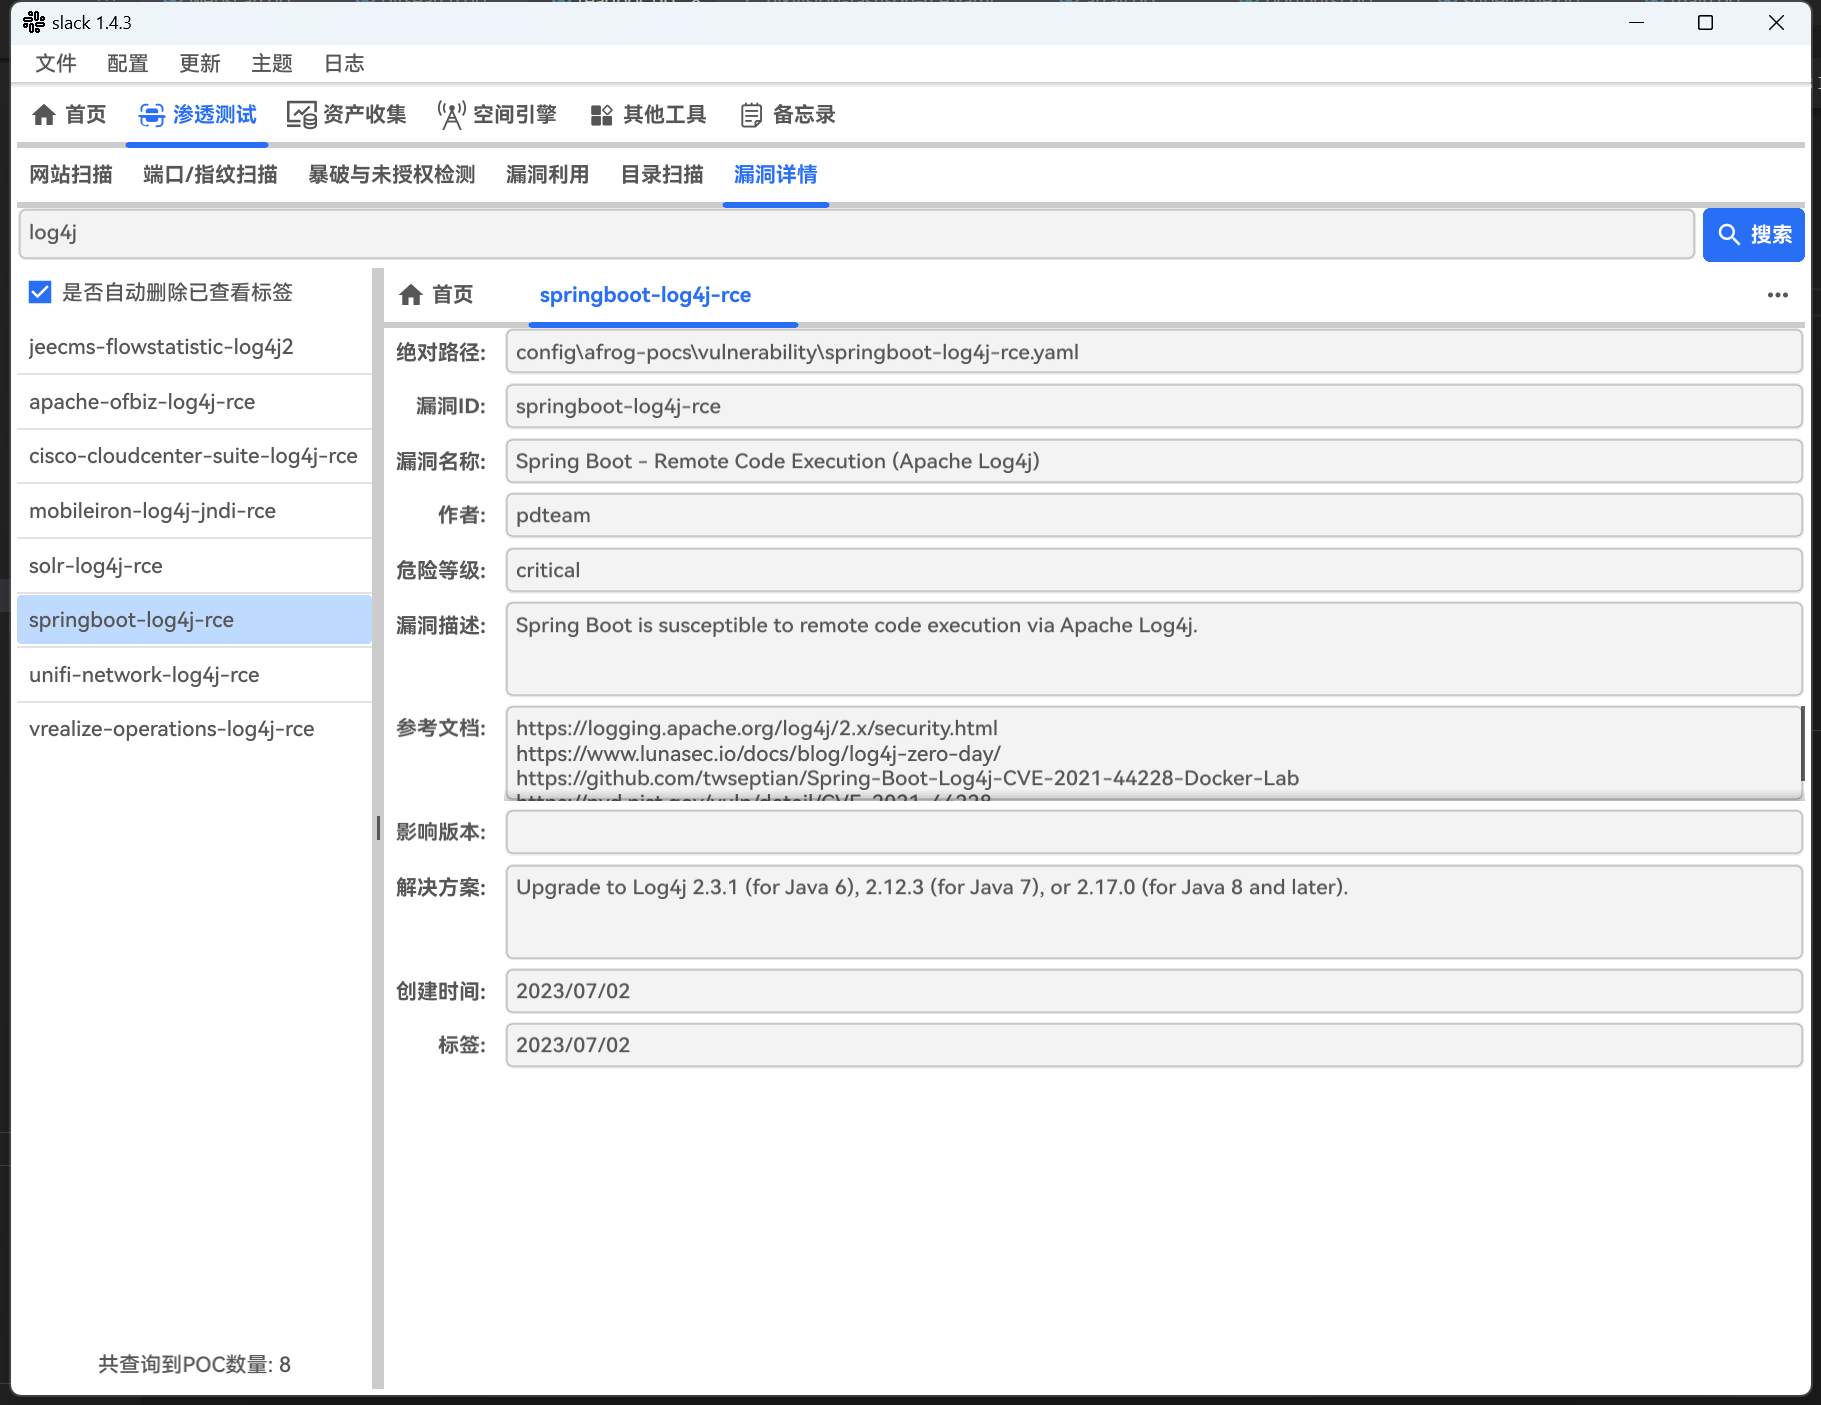 slack 1.4.3
文件 配置 更新 主题 日志
首页 渗透测试 资产收集 空间引擎 其他工具 备忘录
网站扫描 端口/指纹扫描 暴破与未授权检测 漏洞利用 目录扫描 漏洞详情
log4j
搜索
是否自动删除已查看标签
jeecms-flowstatistic-log4j2
apache-ofbiz-log4j-rce
cisco-cloudcenter-suite-log4j-rce
mobileiron-log4j-jndi-rce
solr-log4j-rce
springboot-log4j-rce
unifi-network-log4j-rce
vrealize-operations-log4j-rce
共查询到POC数量: 8
首页 springboot-log4j-rce
绝对路径: config\afrog-pocs\vulnerability\springboot-log4j-rce.yaml
漏洞ID: springboot-log4j-rce
漏洞名称: Spring Boot - Remote Code Execution (Apache Log4j)
作者: pdteam
危险等级: critical
漏洞描述: Spring Boot is susceptible to remote code execution via Apache Log4j.
参考文档: https://logging.apache.org/log4j/2.x/security.html
https://www.lunasec.io/docs/blog/log4j-zero-day/
https://github.com/twseptian/Spring-Boot-Log4j-CVE-2021-44228-Docker-Lab
https://nvd.nist.gov/vuln/detail/CVE-2021-44228
影响版本:
解决方案: Upgrade to Log4j 2.3.1 (for Java 6), 2.12.3 (for Java 7), or 2.17.0 (for Java 8 and later).
创建时间: 2023/07/02
标签: 2023/07/02